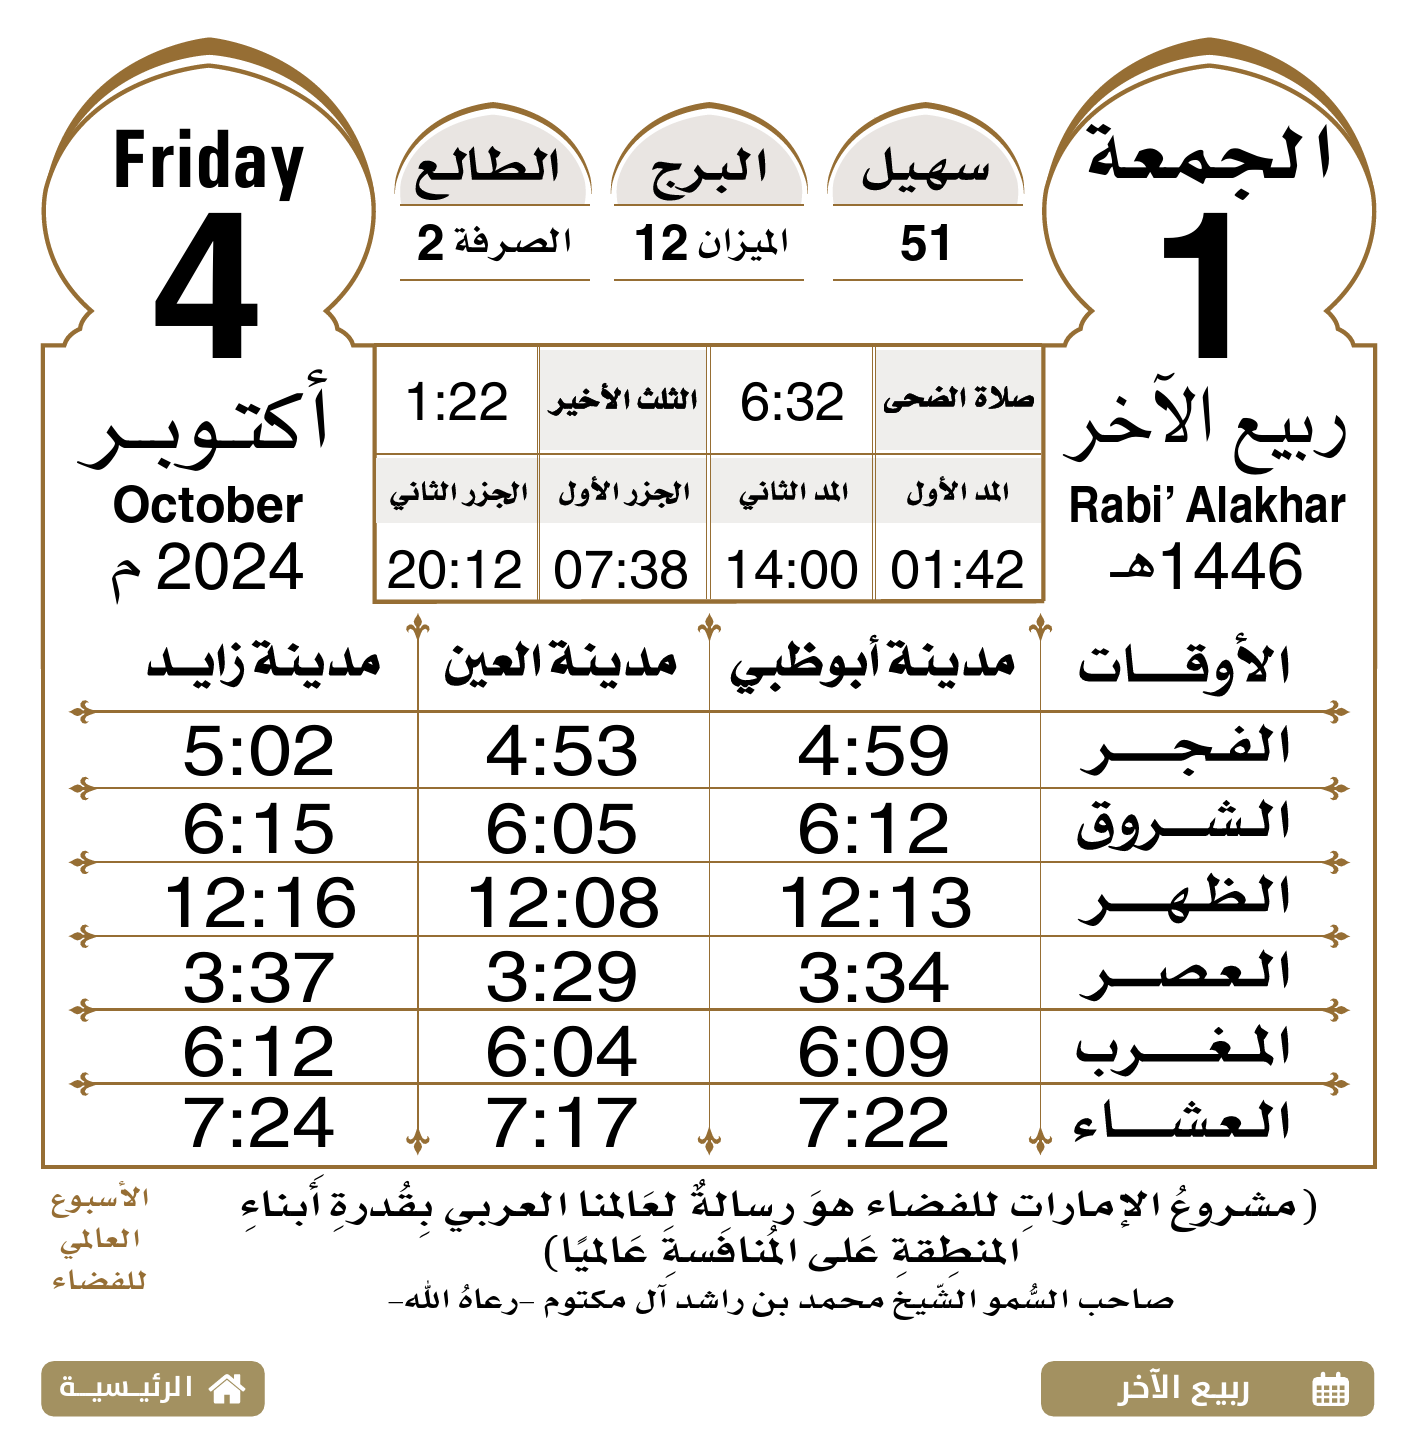 الجمعة
1
ربيع الآخر
Rabi’ Alakhar
1446هـ
سهيل
51
البرج
الميزان 12
الطالع
الصرفة 2
Friday
4
أكتوبر
October
2024 م
صلاة الضحى 6:32 الثلث الأخير 1:22
المد الأول المد الثاني الجزر الأول الجزر الثاني
01:42 14:00 07:38 20:12
الأوقات مدينة أبوظبي مدينة العين مدينة زايد
الفجر 4:59 4:53 5:02
الشروق 6:12 6:05 6:15
الظهر 12:13 12:08 12:16
العصر 3:34 3:29 3:37
المغرب 6:09 6:04 6:12
العشاء 7:22 7:17 7:24
(مشروعُ الإماراتِ للفضاء هوَ رسالةٌ لعَالمنا العربي بِقُدرةِ أَبناءِ
المنطِقةِ عَلى المُنافَسةِ عَالميًا)
صاحب السُّمو الشّيخ محمد بن راشد آل مكتوم –رعاهُ الله–
الأسبوع
العالمي
للفضاء
ربيع الآخر
الرئيسية